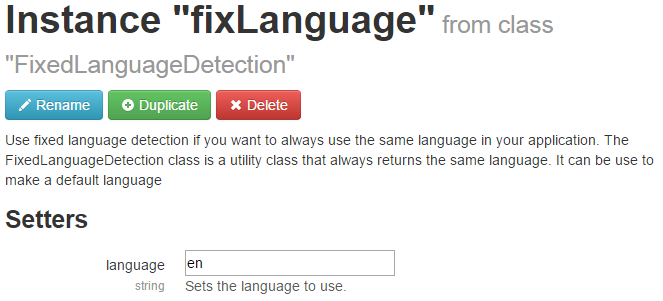 Instance "fixLanguage" from class
"FixedLanguageDetection"
Rename Duplicate Delete
Use fixed language detection if you want to always use the same language in your application. The
FixedLanguageDetection class is a utility class that always returns the same language. It can be use to
make a default language
Setters
language en
string Sets the language to use.